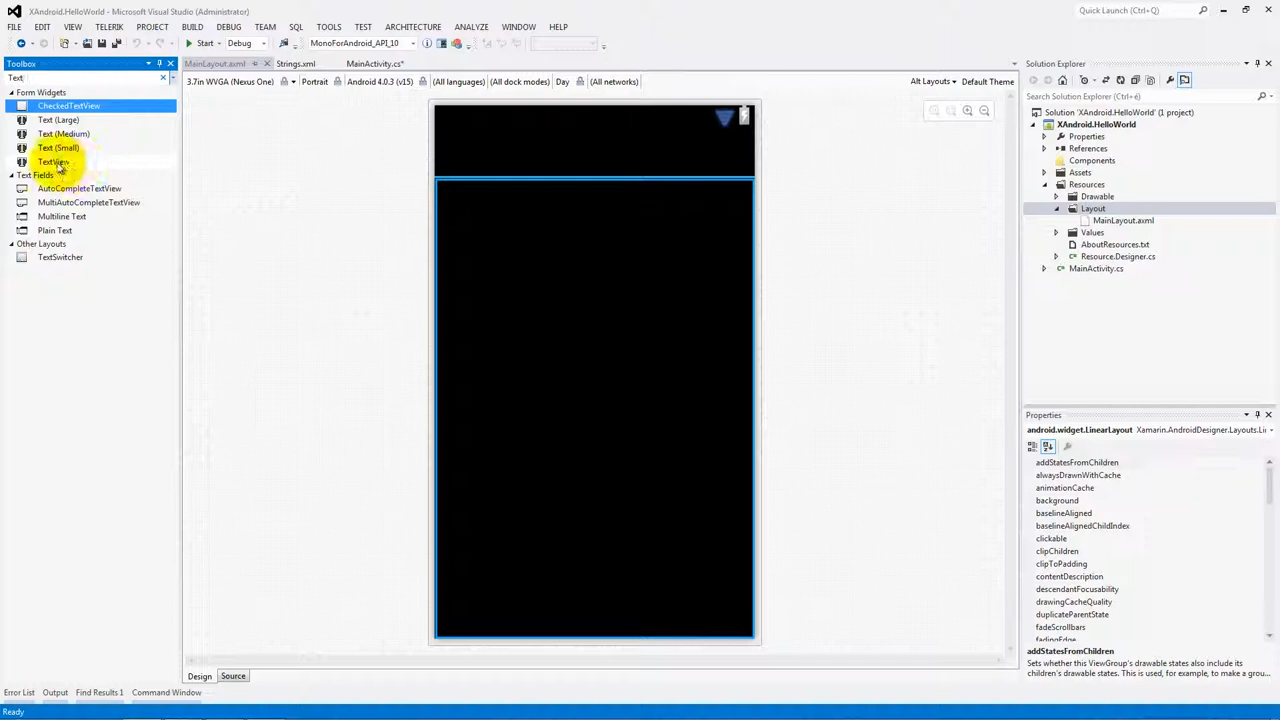 XAndroid.HelloWorld - Microsoft Visual Studio (Administrator)
Quick Launch (Ctrl+J)
FILE EDIT VIEW TELERIK PROJECT BUILD DEBUG TEAM SQL TOOLS TEST ARCHITECTURE ANALYZE WINDOW HELP
Start Debug MonoForAndroid_API_10
Toolbox
Text
Form Widgets
CheckedTextView
Text (Large)
Text (Medium)
Text (Small)
TextView
Text Fields
AutoCompleteTextView
MultiAutoCompleteTextView
Multiline Text
Plain Text
Other Layouts
TextSwitcher
MainLayout.axml Strings.xml MainActivity.cs*
3.7in WVGA (Nexus One) Portrait Android 4.0.3 (v15) (All languages) (All dock modes) Day (All networks) Alt Layouts Default Theme
Design Source
Solution Explorer
Search Solution Explorer (Ctrl+é)
Solution 'XAndroid.HelloWorld' (1 project)
XAndroid.HelloWorld
Properties
References
Components
Assets
Resources
Drawable
Layout
MainLayout.axml
Values
AboutResources.txt
Resource.Designer.cs
MainActivity.cs
Properties
android.widget.LinearLayout Xamarin.AndroidDesigner.Layouts.Li
addStatesFromChildren
alwaysDrawnWithCache
animationCache
background
baselineAligned
baselineAlignedChildIndex
clickable
clipChildren
clipToPadding
contentDescription
descendantFocusability
drawingCacheQuality
duplicateParentState
fadeScrollbars
fadingEdge
addStatesFromChildren
Sets whether this ViewGroup's drawable states also include its
children's drawable states. This is used, for example, to make a grou...
Error List Output Find Results 1 Command Window
Ready